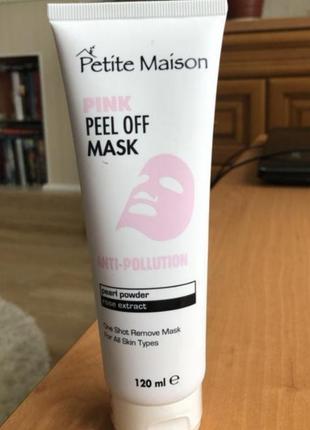 Petite Maison
PINK
PEEL OFF
MASK
ANTI-POLLUTION
pearl powder
rose extract
One Shot Remove Mask
For All Skin Types
120 ml ℮